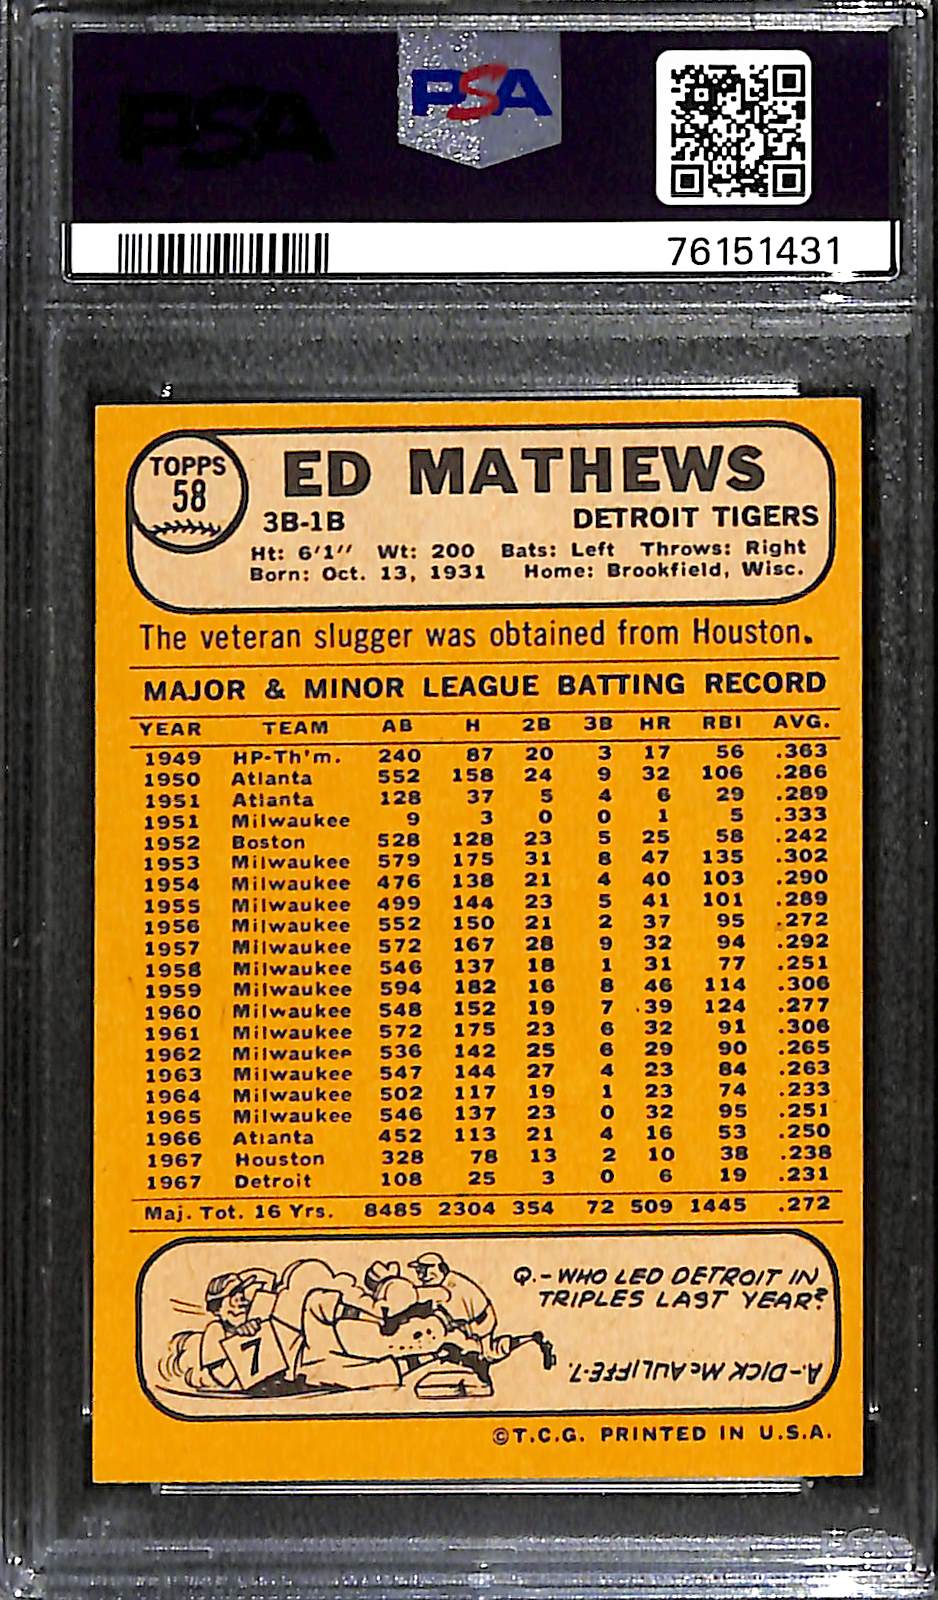 PSA
PSA
76151431
TOPPS
58
ED MATHEWS
3B-1B
DETROIT TIGERS
Ht: 6'1'' Wt: 200 Bats: Left Throws: Right
Born: Oct. 13, 1931 Home: Brookfield, Wisc.
The veteran slugger was obtained from Houston.
MAJOR & MINOR LEAGUE BATTING RECORD
YEAR TEAM AB H 2B 3B HR RBI AVG.
1949 HP-Th'm. 240 87 20 3 17 56 .363
1950 Atlanta 552 158 24 9 32 106 .286
1951 Atlanta 128 37 5 4 6 29 .289
1951 Milwaukee 9 3 0 0 1 5 .333
1952 Boston 528 128 23 5 25 58 .242
1953 Milwaukee 579 175 31 8 47 135 .302
1954 Milwaukee 476 138 21 4 40 103 .290
1955 Milwaukee 499 144 23 5 41 101 .289
1956 Milwaukee 552 150 21 2 37 95 .272
1957 Milwaukee 572 167 28 9 32 94 .292
1958 Milwaukee 546 137 18 1 31 77 .251
1959 Milwaukee 594 182 16 8 46 114 .306
1960 Milwaukee 548 152 19 7 39 124 .277
1961 Milwaukee 572 175 23 6 32 91 .306
1962 Milwaukee 536 142 25 6 29 90 .265
1963 Milwaukee 547 144 27 4 23 84 .263
1964 Milwaukee 502 117 19 1 23 74 .233
1965 Milwaukee 546 137 23 0 32 95 .251
1966 Atlanta 452 113 21 4 16 53 .250
1967 Houston 328 78 13 2 10 38 .238
1967 Detroit 108 25 3 0 6 19 .231
Maj. Tot. 16 Yrs. 8485 2304 354 72 509 1445 .272
7
Q.-WHO LED DETROIT IN
TRIPLES LAST YEAR?
A.-DICK McAULIFFE-7.
©T.C.G. PRINTED IN U.S.A.